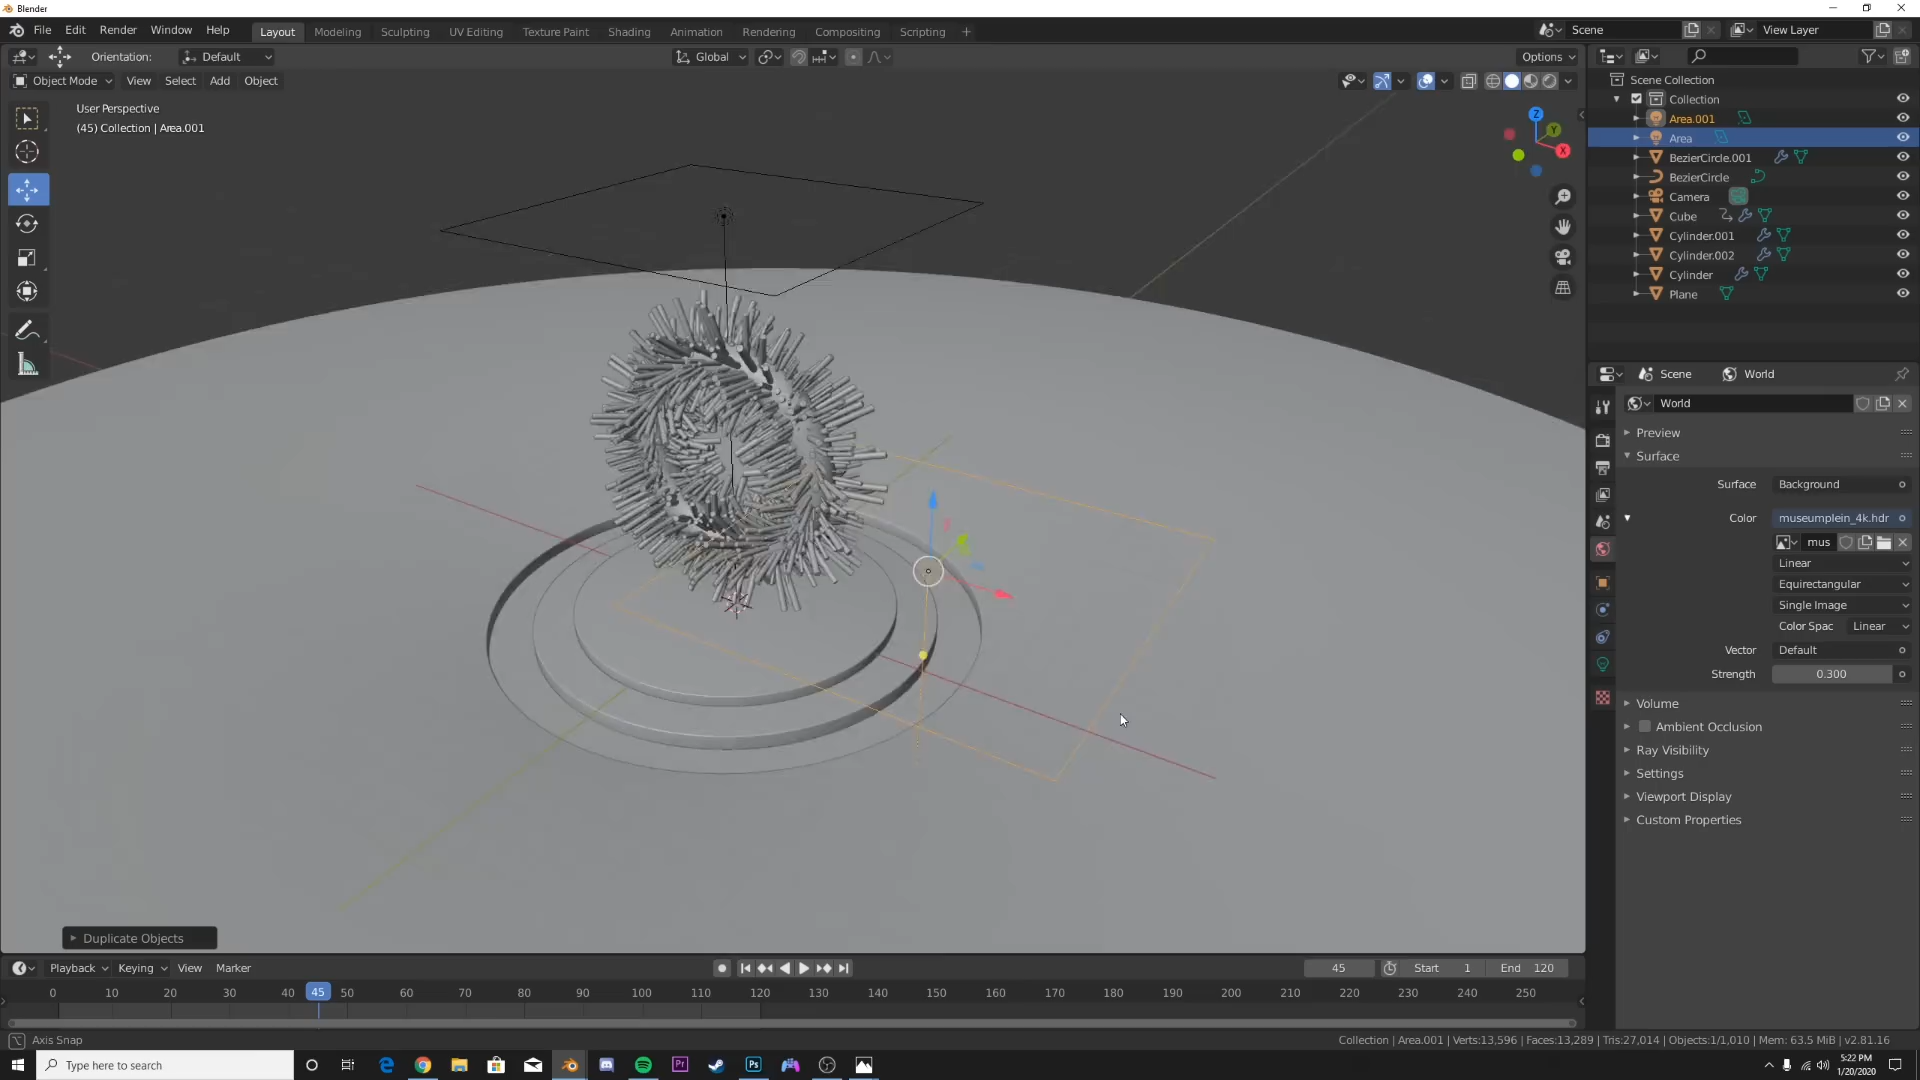 Blender
File Edit Render Window Help Layout Modeling Sculpting UV Editing Texture Paint Shading Animation Rendering Compositing Scripting + Scene View Layer
Orientation: Default Global Options
Object Mode View Select Add Object
User Perspective
(45) Collection | Area.001
Z
Y
X
Scene Collection
Collection
Area.001
Area
BezierCircle.001
BezierCircle
Camera
Cube
Cylinder.001
Cylinder.002
Cylinder
Plane
Scene World
World
Preview
Surface
Surface Background
Color museumplein_4k.hdr
mus
Linear
Equirectangular
Single Image
Color Spac Linear
Vector Default
Strength 0.300
Volume
Ambient Occlusion
Ray Visibility
Settings
Viewport Display
Custom Properties
Duplicate Objects
Playback Keying View Marker 45 Start 1 End 120
0 10 20 30 40 45 50 60 70 80 90 100 110 120 130 140 150 160 170 180 190 200 210 220 230 240 250
Axis Snap Collection | Area.001 | Verts:13,596 | Faces:13,289 | Tris:27,014 | Objects:1/1,010 | Mem: 63.5 MiB | v2.81.16
Type here to search
Pr
Ps
5:22 PM
1/20/2020